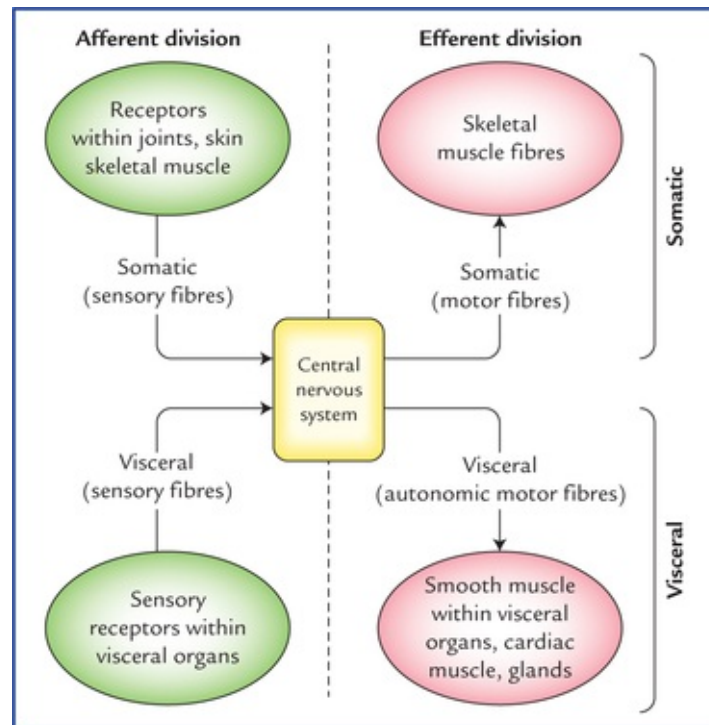 Afferent division
Efferent division
Receptors
within joints, skin
skeletal muscle
Skeletal
muscle fibres
Somatic
Somatic
(sensory fibres)
Somatic
(motor fibres)
Central
nervous
system
Visceral
(sensory fibres)
Visceral
(autonomic motor fibres)
Visceral
Sensory
receptors within
visceral organs
Smooth muscle
within visceral
organs, cardiac
muscle, glands